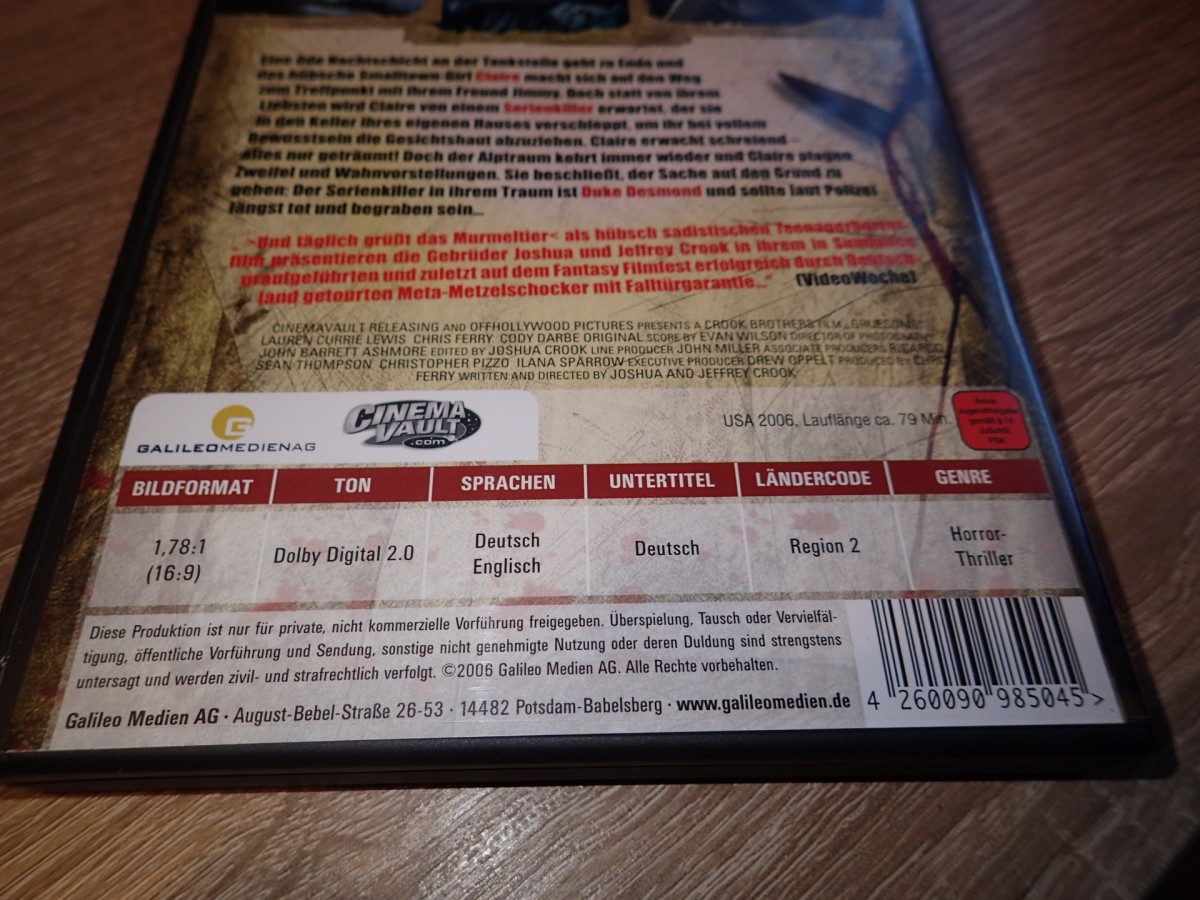 Eine öde Nachtschicht an der Tankstelle geht zu Ende und
das hübsche Smalltown-Girl Claire macht sich auf den Weg
zum Treffpunkt mit ihrem Freund Jimmy. Doch statt von ihrem
Liebsten wird Claire von einem Serienkiller erwartet, der sie
in den Keller ihres eigenen Hauses verschleppt, um ihr bei vollem
Bewusstsein die Gesichtshaut abzuziehen. Claire erwacht schreiend –
alles nur geträumt! Doch der Alptraum kehrt immer wieder und Claire plagen
Zweifel und Wahnvorstellungen. Sie beschließt, der Sache auf den Grund zu
gehen: Der Serienkiller in ihrem Traum ist Duke Desmond und sollte laut Polizei
längst tot und begraben sein...
„>Und täglich grüßt das Murmeltier< als hübsch sadistischen Teenagerhorror-
film, präsentieren die Gebrüder Joshua und Jeffrey Crook in ihrem in Sundance
grandgeführten und zuletzt auf dem Fantasy Filmfest erfolgreich durch Deutsch-
land getourten Meta-Metzelschocker mit Falltürgarantie..." (VideoWoche)
CINEMAVAULT RELEASING AND OFFHOLLYWOOD PICTURES PRESENTS A CROOK BROTHERS FILM „GRUESOME"
LAUREN CURRIE LEWIS CHRIS FERRY CODY DARBE ORIGINAL SCORE BY EVAN WILSON DIRECTOR OF PHOTOGRAPHY
JOHN BARRETT ASHMORE EDITED BY JOSHUA CROOK LINE PRODUCER JOHN MILLER ASSOCIATE PRODUCERS RICARDO
SEAN THOMPSON CHRISTOPHER PIZZO ILANA SPARROW EXECUTIVE PRODUCER DREW OPPELT PRODUCED BY CHRIS
FERRY WRITTEN AND DIRECTED BY JOSHUA AND JEFFREY CROOK
G
GALILEOMEDIENAG
CINEMA
VAULT
.com
USA 2006, Lauflänge ca. 79 Min.
Keine
Jugendfreigabe
gemäß § 14
JuSchG
FSK
BILDFORMAT TON SPRACHEN UNTERTITEL LÄNDERCODE GENRE
1,78:1
(16:9)
Dolby Digital 2.0
Deutsch
Englisch
Deutsch
Region 2
Horror-
Thriller
Diese Produktion ist nur für private, nicht kommerzielle Vorführung freigegeben. Überspielung, Tausch oder Vervielfäl-
tigung, öffentliche Vorführung und Sendung, sonstige nicht genehmigte Nutzung oder deren Duldung sind strengstens
untersagt und werden zivil- und strafrechtlich verfolgt. ©2006 Galileo Medien AG. Alle Rechte vorbehalten.
Galileo Medien AG · August-Bebel-Straße 26-53 · 14482 Potsdam-Babelsberg · www.galileomedien.de
4 260090 985045 >